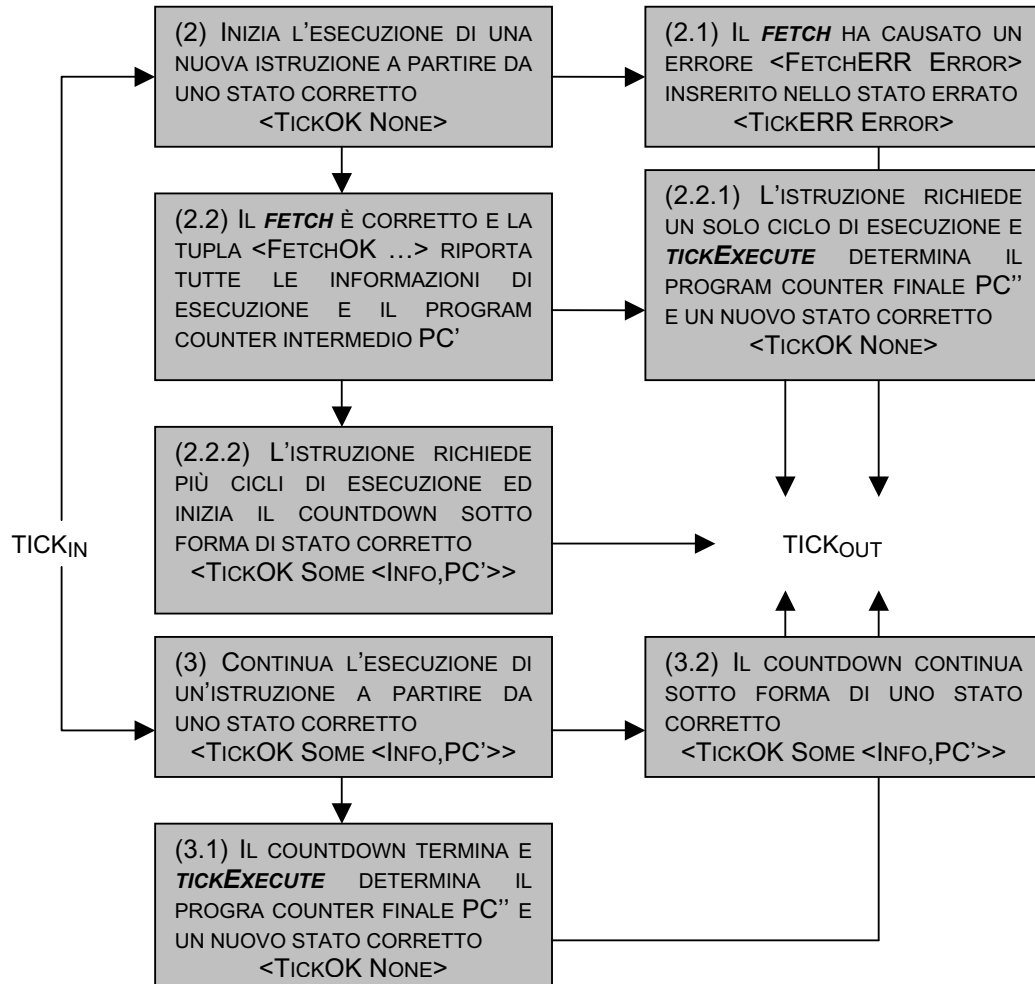 (2) INIZIA L'ESECUZIONE DI UNA
NUOVA ISTRUZIONE A PARTIRE DA
UNO STATO CORRETTO
<TICKOK NONE>
(2.1) IL FETCH HA CAUSATO UN
ERRORE <FETCHERR ERROR>
INSRERITO NELLO STATO ERRATO
<TICKERR ERROR>
(2.2) IL FETCH È CORRETTO E LA
TUPLA <FETCHOK …> RIPORTA
TUTTE LE INFORMAZIONI DI
ESECUZIONE E IL PROGRAM
COUNTER INTERMEDIO PC'
(2.2.1) L'ISTRUZIONE RICHIEDE
UN SOLO CICLO DI ESECUZIONE E
TICKEXECUTE DETERMINA IL
PROGRAM COUNTER FINALE PC''
E UN NUOVO STATO CORRETTO
<TICKOK NONE>
(2.2.2) L'ISTRUZIONE RICHIEDE
PIÙ CICLI DI ESECUZIONE ED
INIZIA IL COUNTDOWN SOTTO
FORMA DI STATO CORRETTO
<TICKOK SOME <INFO,PC'>>
TICKIN
TICKOUT
(3) CONTINUA L'ESECUZIONE DI
UN'ISTRUZIONE A PARTIRE DA
UNO STATO CORRETTO
<TICKOK SOME <INFO,PC'>>
(3.2) IL COUNTDOWN CONTINUA
SOTTO FORMA DI UNO STATO
CORRETTO
<TICKOK SOME <INFO,PC'>>
(3.1) IL COUNTDOWN TERMINA E
TICKEXECUTE DETERMINA IL
PROGRA COUNTER FINALE PC'' E
UN NUOVO STATO CORRETTO
<TICKOK NONE>